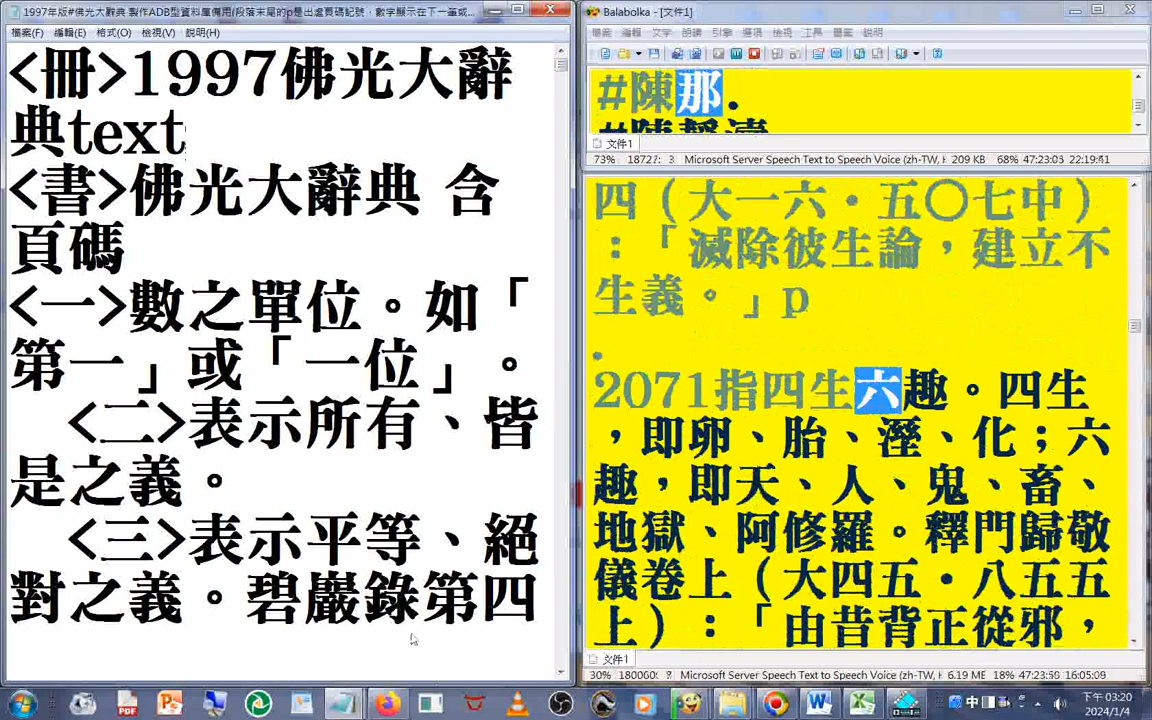 1997年版#佛光大辭典 製作ADB型資料庫備用(段落末尾的p是出處頁碼記號，數字顯示在下一筆或...
檔案(F) 編輯(E) 格式(O) 檢視(V) 說明(H)
<冊>1997佛光大辭
典text
<書>佛光大辭典 含
頁碼
<一>數之單位。如「
第一」或「一位」。
<二>表示所有、皆
是之義。
<三>表示平等、絕
對之義。碧巖錄第四
Balabolka - [文件1]
檔案 編輯 文字 朗讀 引擎 選項 檢視 工具 視窗 說明
#陳那.
#陳
文件1
73% 18727: 3 Microsoft Server Speech Text to Speech Voice (zh-TW, H 209 KB 68% 47:23:03 22:19:41
四（大一六・五〇七中）
：「滅除彼生論，建立不
生義。」p
.
2071指四生六趣。四生
，即卵、胎、溼、化；六
趣，即天、人、鬼、畜、
地獄、阿修羅。釋門歸敬
儀卷上（大四五・八五五
上）：「由昔背正從邪，
文件1
30% 180060: Microsoft Server Speech Text to Speech Voice (zh-TW, H 6.19 MB 18% 47:23:50 16:05:09
PDF
中
下午 03:20
2024/1/4